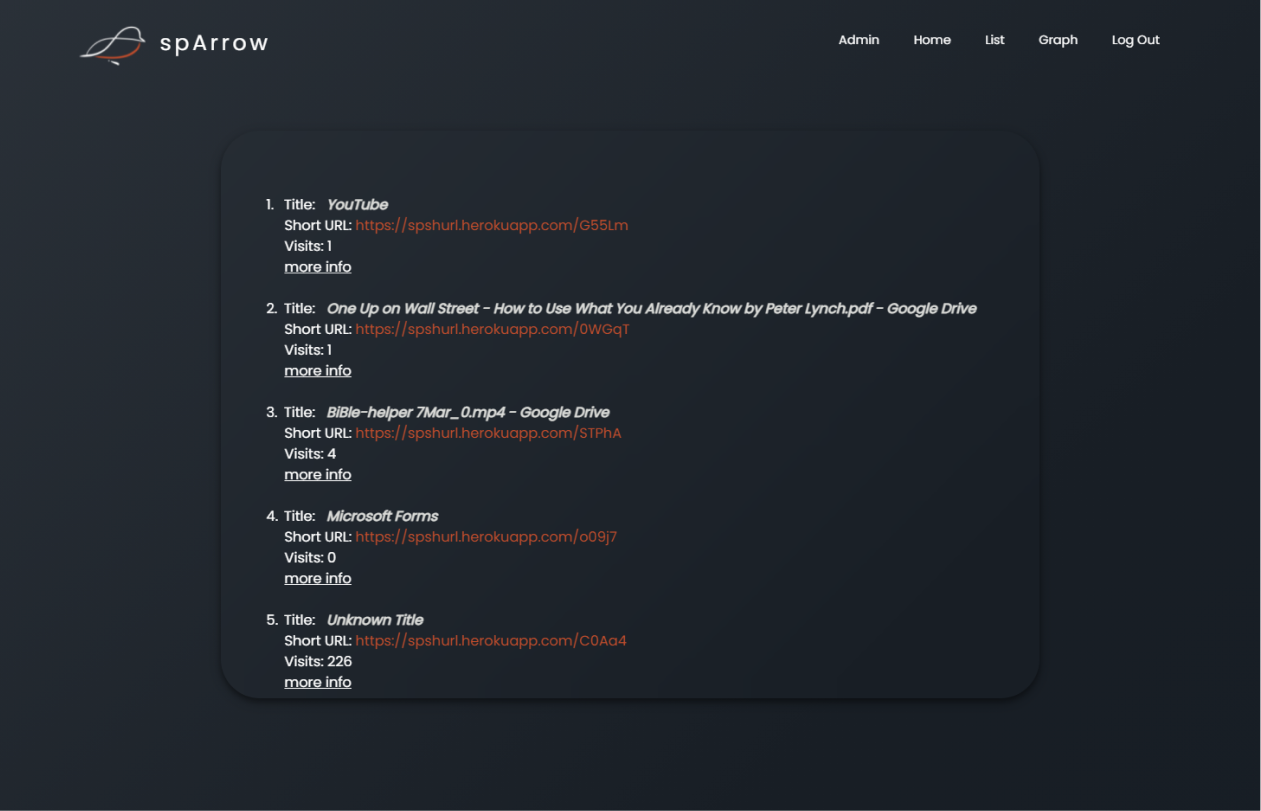 spArrow
Admin Home List Graph Log Out
1. Title: YouTube
Short URL: https://spshurl.herokuapp.com/G55Lm
Visits: 1
more info
2. Title: One Up on Wall Street - How to Use What You Already Know by Peter Lynch.pdf - Google Drive
Short URL: https://spshurl.herokuapp.com/0WGqT
Visits: 1
more info
3. Title: BiBle-helper 7Mar_0.mp4 - Google Drive
Short URL: https://spshurl.herokuapp.com/STPhA
Visits: 4
more info
4. Title: Microsoft Forms
Short URL: https://spshurl.herokuapp.com/o09j7
Visits: 0
more info
5. Title: Unknown Title
Short URL: https://spshurl.herokuapp.com/C0Aa4
Visits: 226
more info